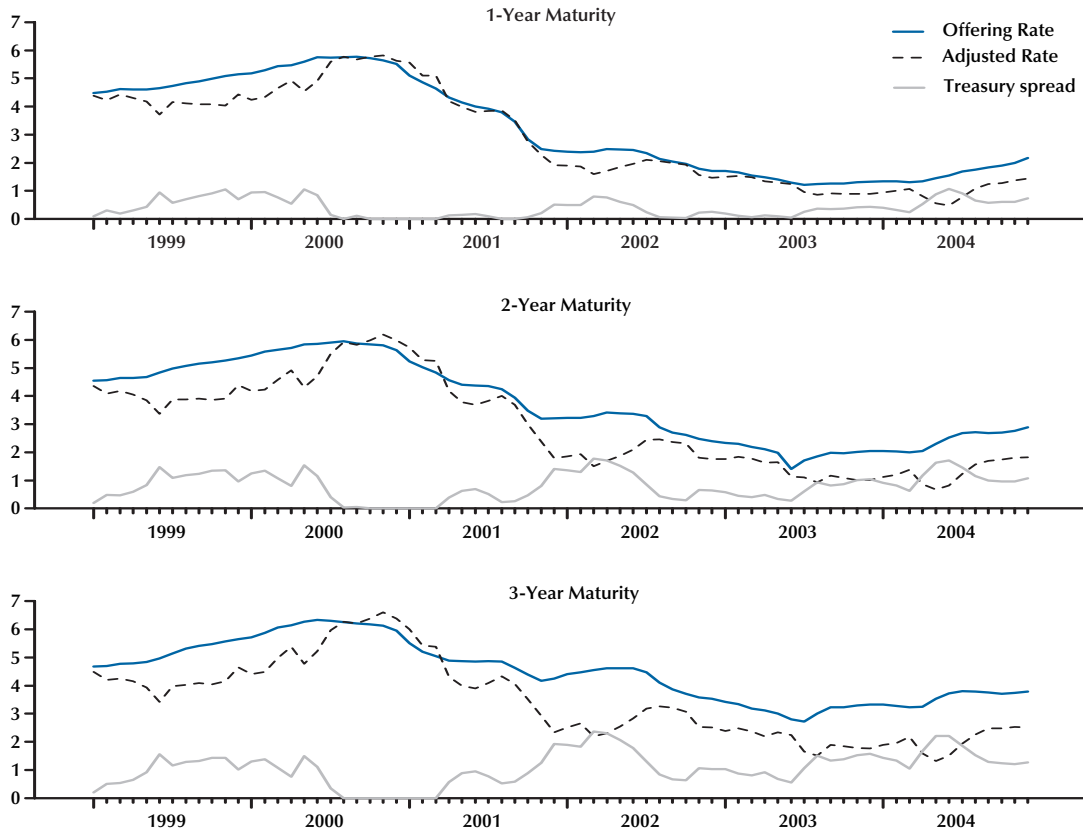 1-Year Maturity
7
6
5
4
3
2
1
0
Offering Rate
Adjusted Rate
Treasury spread
1999 2000 2001 2002 2003 2004
2-Year Maturity
7
6
5
4
3
2
1
0
1999 2000 2001 2002 2003 2004
3-Year Maturity
7
6
5
4
3
2
1
0
1999 2000 2001 2002 2003 2004